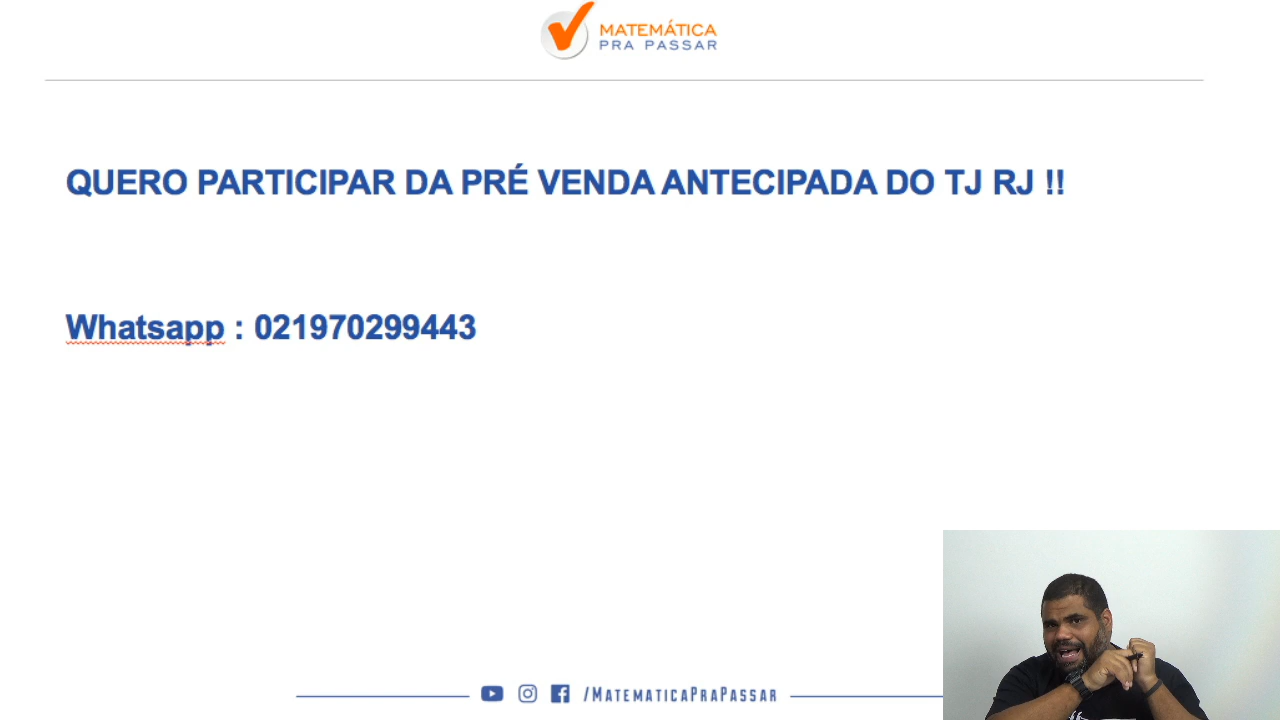 MATEMÁTICA
PRA PASSAR
QUERO PARTICIPAR DA PRÉ VENDA ANTECIPADA DO TJ RJ !!
Whatsapp : 021970299443
/MATEMATICAPRAPASSAR